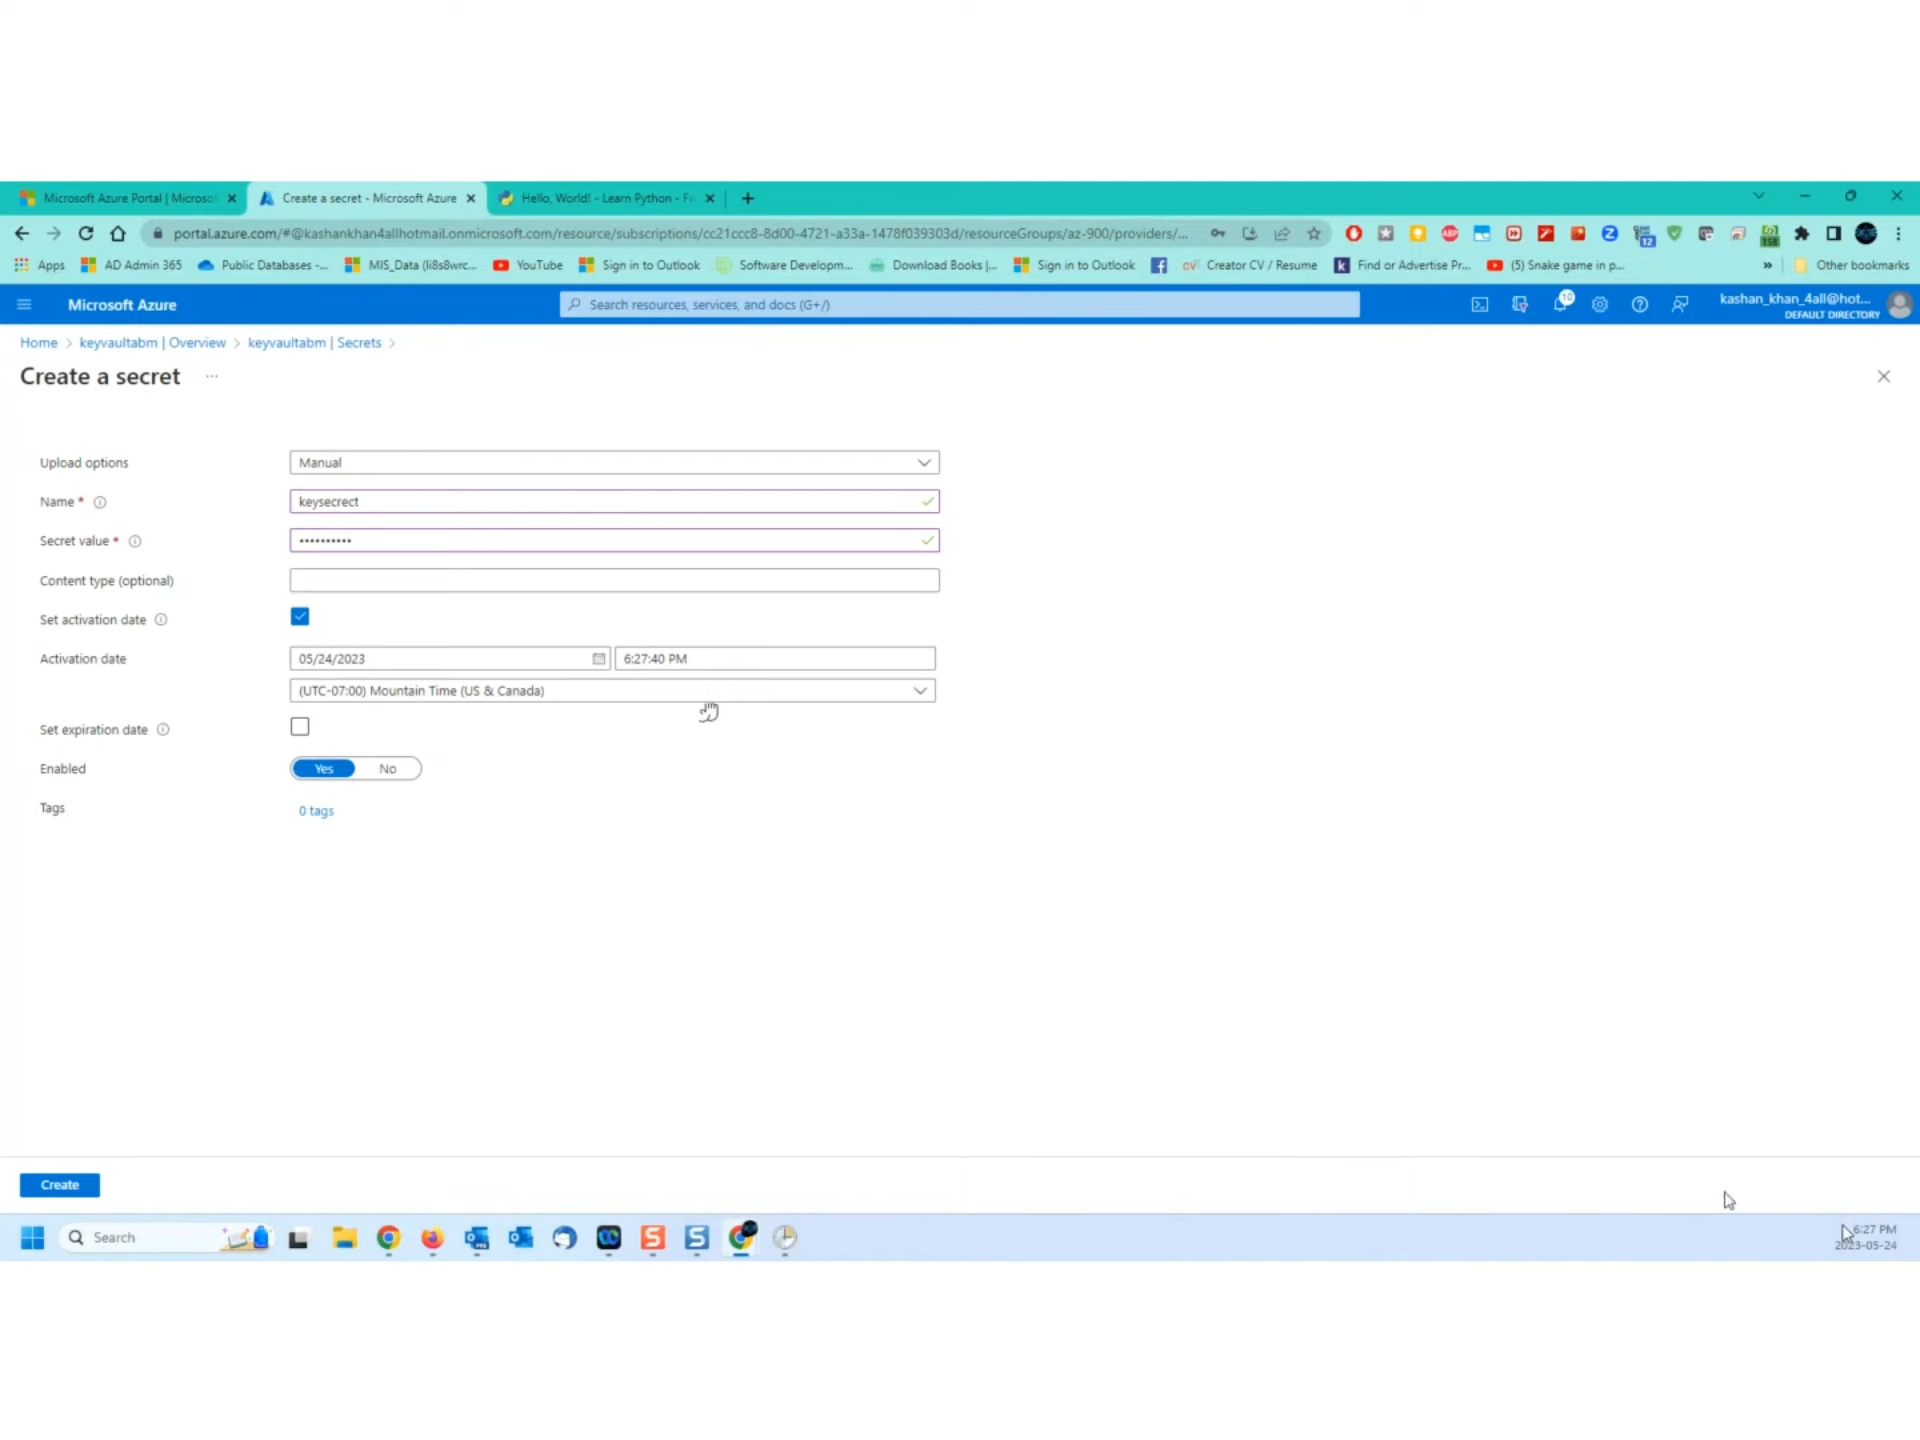 Microsoft Azure Portal | Microso
Create a secret - Microsoft Azure
Hello, World! - Learn Python - F
portal.azure.com/#@kashankhan4allhotmail.onmicrosoft.com/resource/subscriptions/cc21ccc8-8d00-4721-a33a-1478f039303d/resourceGroups/az-900/providers/...
Apps
AD Admin 365
Public Databases -...
MIS_Data (li8s8wrc...
YouTube
Sign in to Outlook
Software Developm...
Download Books |...
Sign in to Outlook
Creator CV / Resume
Find or Advertise Pr...
(5) Snake game in p...
»
Other bookmarks
Microsoft Azure
Search resources, services, and docs (G+/)
10
kashan_khan_4all@hot...
DEFAULT DIRECTORY
Home > keyvaultabm | Overview > keyvaultabm | Secrets >
Create a secret ...
Upload options
Manual
Name *
keysecrect
Secret value *
••••••••••
Content type (optional)
Set activation date
Activation date
05/24/2023
6:27:40 PM
(UTC-07:00) Mountain Time (US & Canada)
Set expiration date
Enabled
Yes No
Tags
0 tags
Create
Search
6:27 PM
2023-05-24